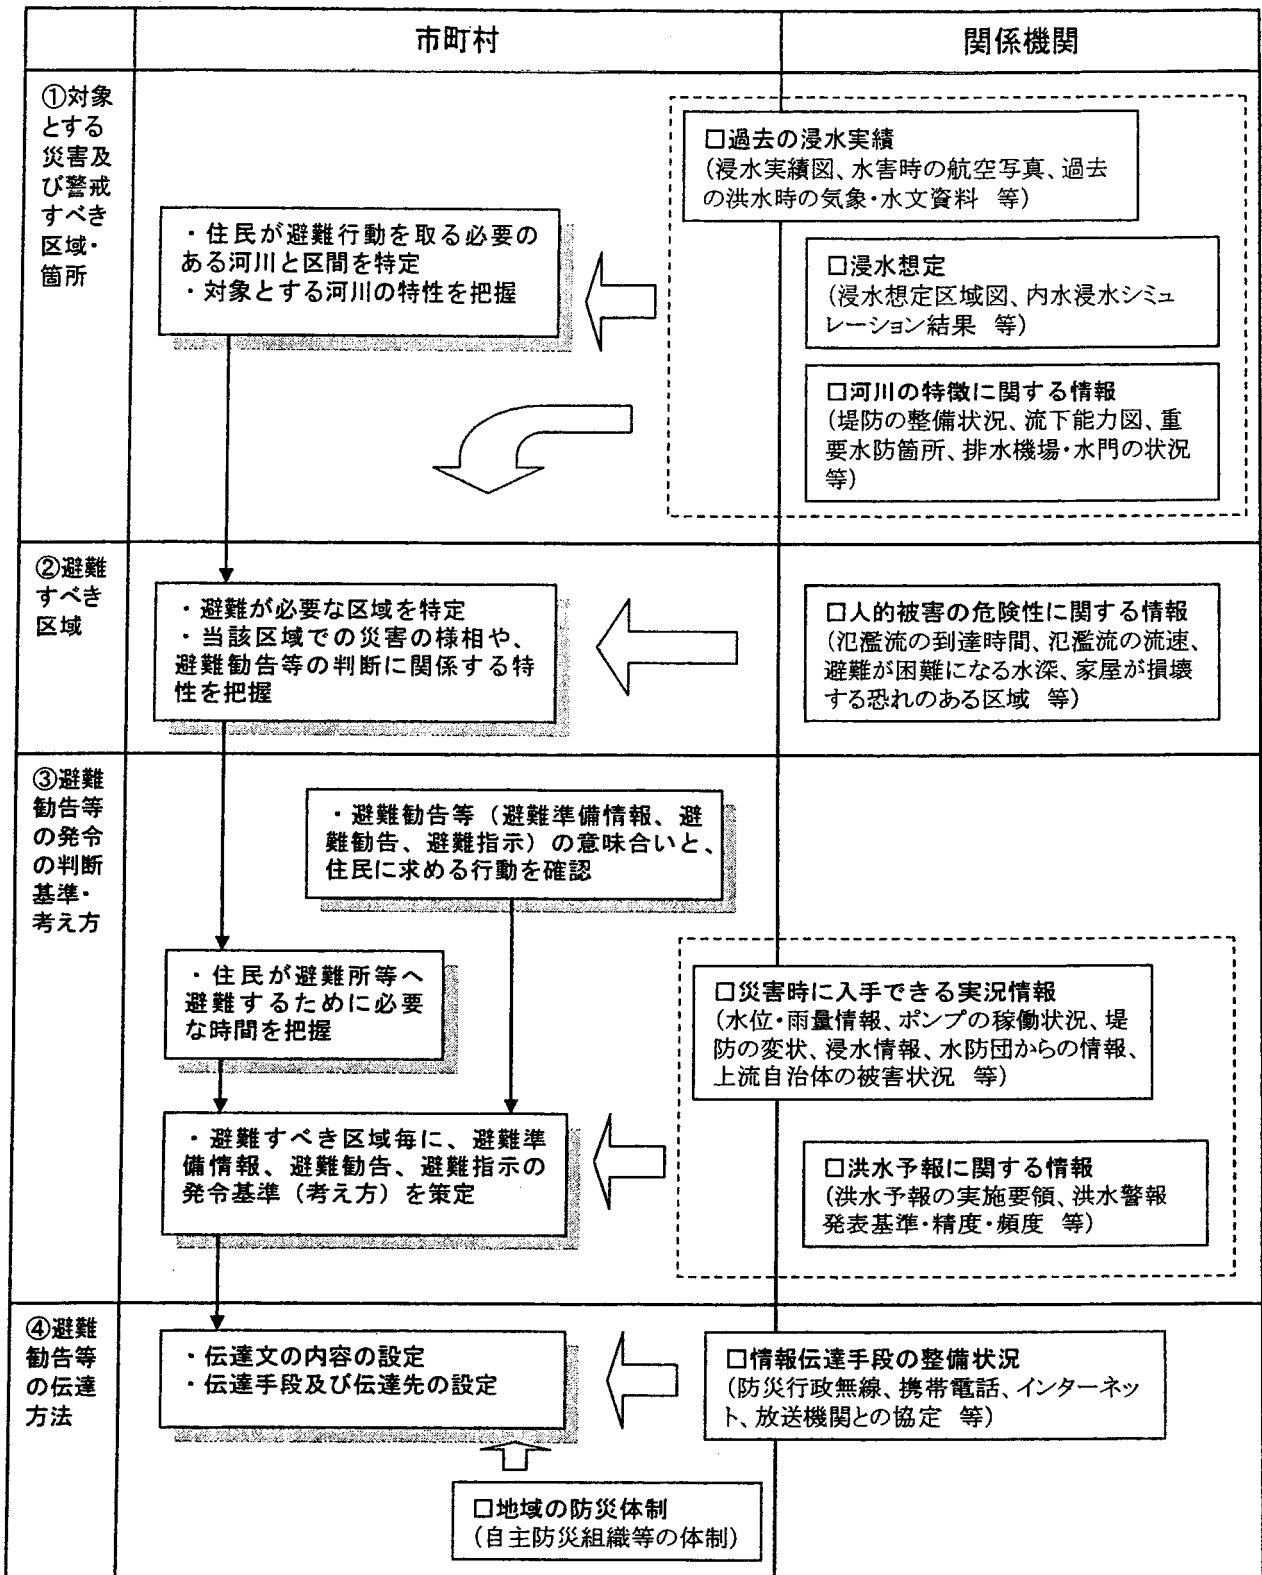 市町村
関係機関
①対象
とする
災害及
び警戒
すべき
区域・
箇所
□過去の浸水実績
(浸水実績図、水害時の航空写真、過去
の洪水時の気象・水文資料 等)
・住民が避難行動を取る必要の
ある河川と区間を特定
・対象とする河川の特性を把握
□浸水想定
(浸水想定区域図、内水浸水シミュ
レーション結果 等)
□河川の特徴に関する情報
(堤防の整備状況、流下能力図、重
要水防箇所、排水機場・水門の状況
等)
②避難
すべき
区域
・避難が必要な区域を特定
・当該区域での災害の様相や、
避難勧告等の判断に関係する特
性を把握
□人的被害の危険性に関する情報
(氾濫流の到達時間、氾濫流の流速、
避難が困難になる水深、家屋が損壊
する恐れのある区域 等)
③避難
勧告等
の発令
の判断
基準・
考え方
・避難勧告等(避難準備情報、避
難勧告、避難指示)の意味合いと、
住民に求める行動を確認
・住民が避難所等へ
避難するために必要
な時間を把握
□災害時に入手できる実況情報
(水位・雨量情報、ポンプの稼働状況、堤
防の変状、浸水情報、水防団からの情報、
上流自治体の被害状況 等)
・避難すべき区域毎に、避難準
備情報、避難勧告、避難指示の
発令基準(考え方)を策定
□洪水予報に関する情報
(洪水予報の実施要領、洪水警報
発表基準・精度・頻度 等)
④避難
勧告等
の伝達
方法
・伝達文の内容の設定
・伝達手段及び伝達先の設定
□情報伝達手段の整備状況
(防災行政無線、携帯電話、インターネッ
ト、放送機関との協定 等)
□地域の防災体制
(自主防災組織等の体制)